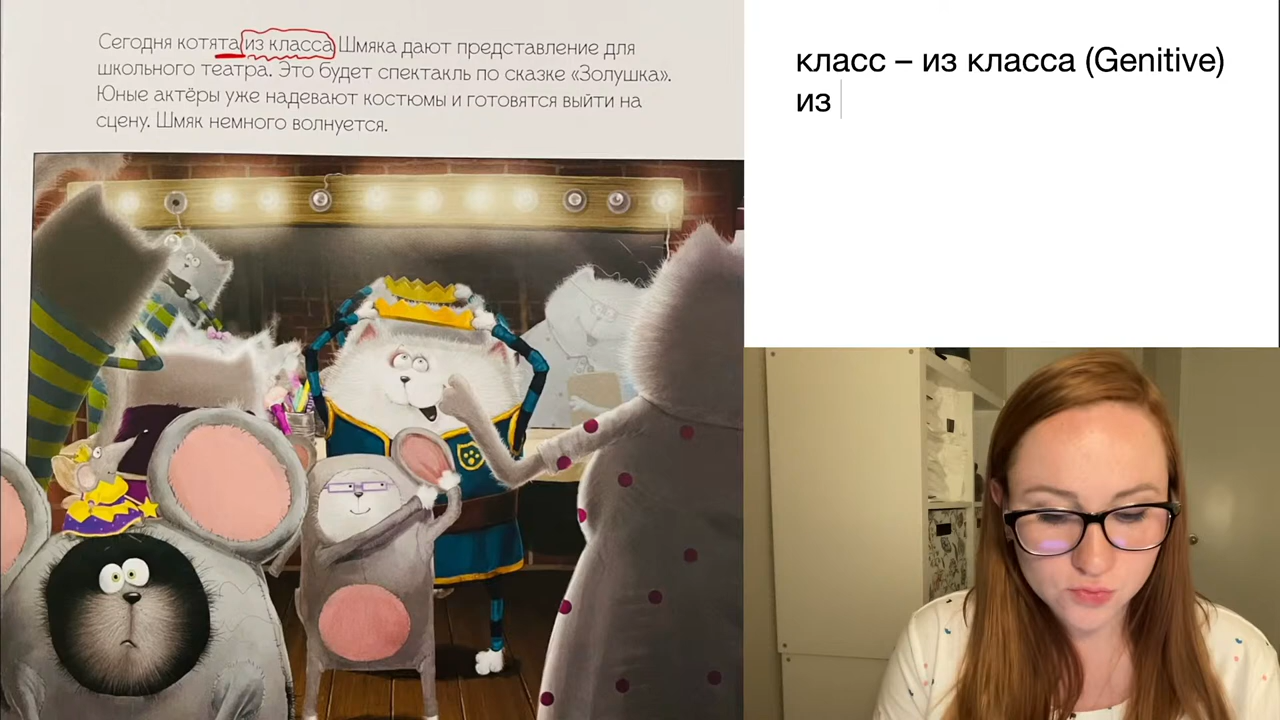 Сегодня котята из класса Шмяка дают представление для
школьного театра. Это будет спектакль по сказке «Золушка».
Юные актёры уже надевают костюмы и готовятся выйти на
сцену. Шмяк немного волнуется.
класс – из класса (Genitive)
из